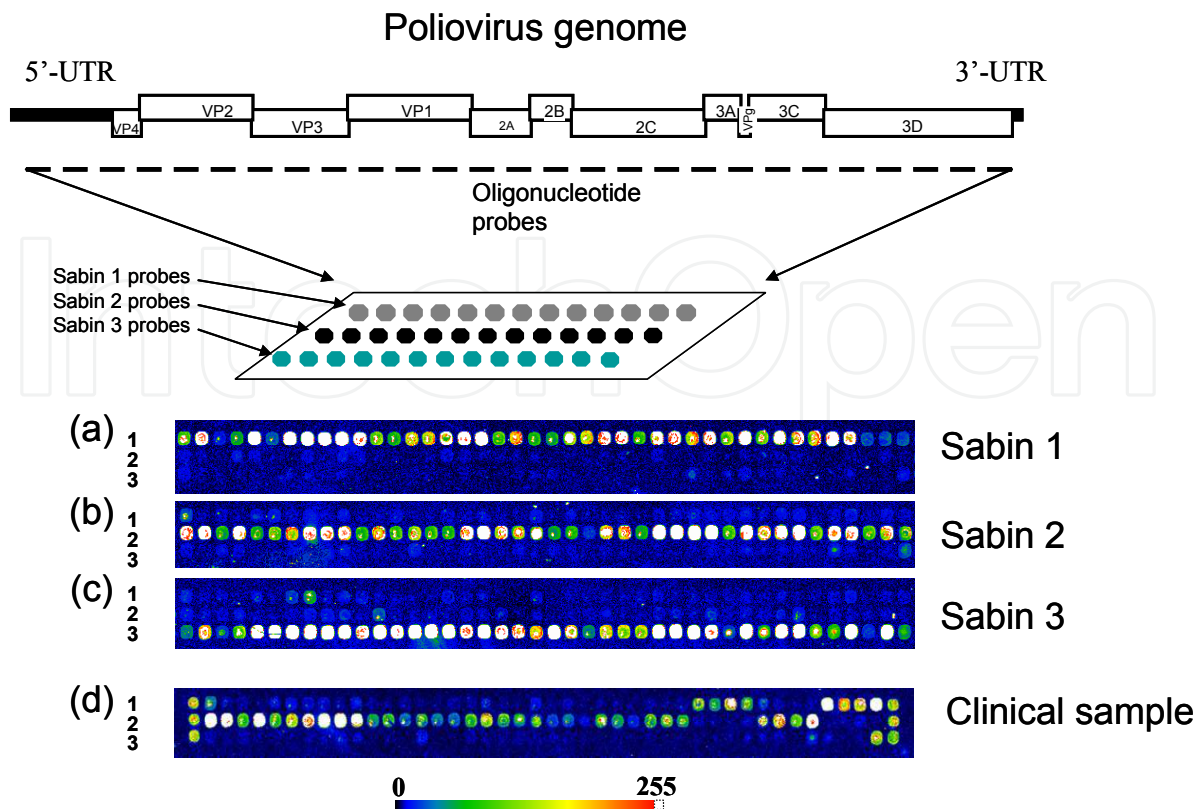 Poliovirus genome
5’-UTR 3’-UTR
VP4 VP2 VP3 VP1 2A 2B 2C 3A VPg 3C 3D
Oligonucleotide
probes
Sabin 1 probes
Sabin 2 probes
Sabin 3 probes
IntechOpen
(a) 1 Sabin 1
2
3
(b) 1
2 Sabin 2
3
(c) 1
2 Sabin 3
3
(d) 1
2 Clinical sample
3
0 255